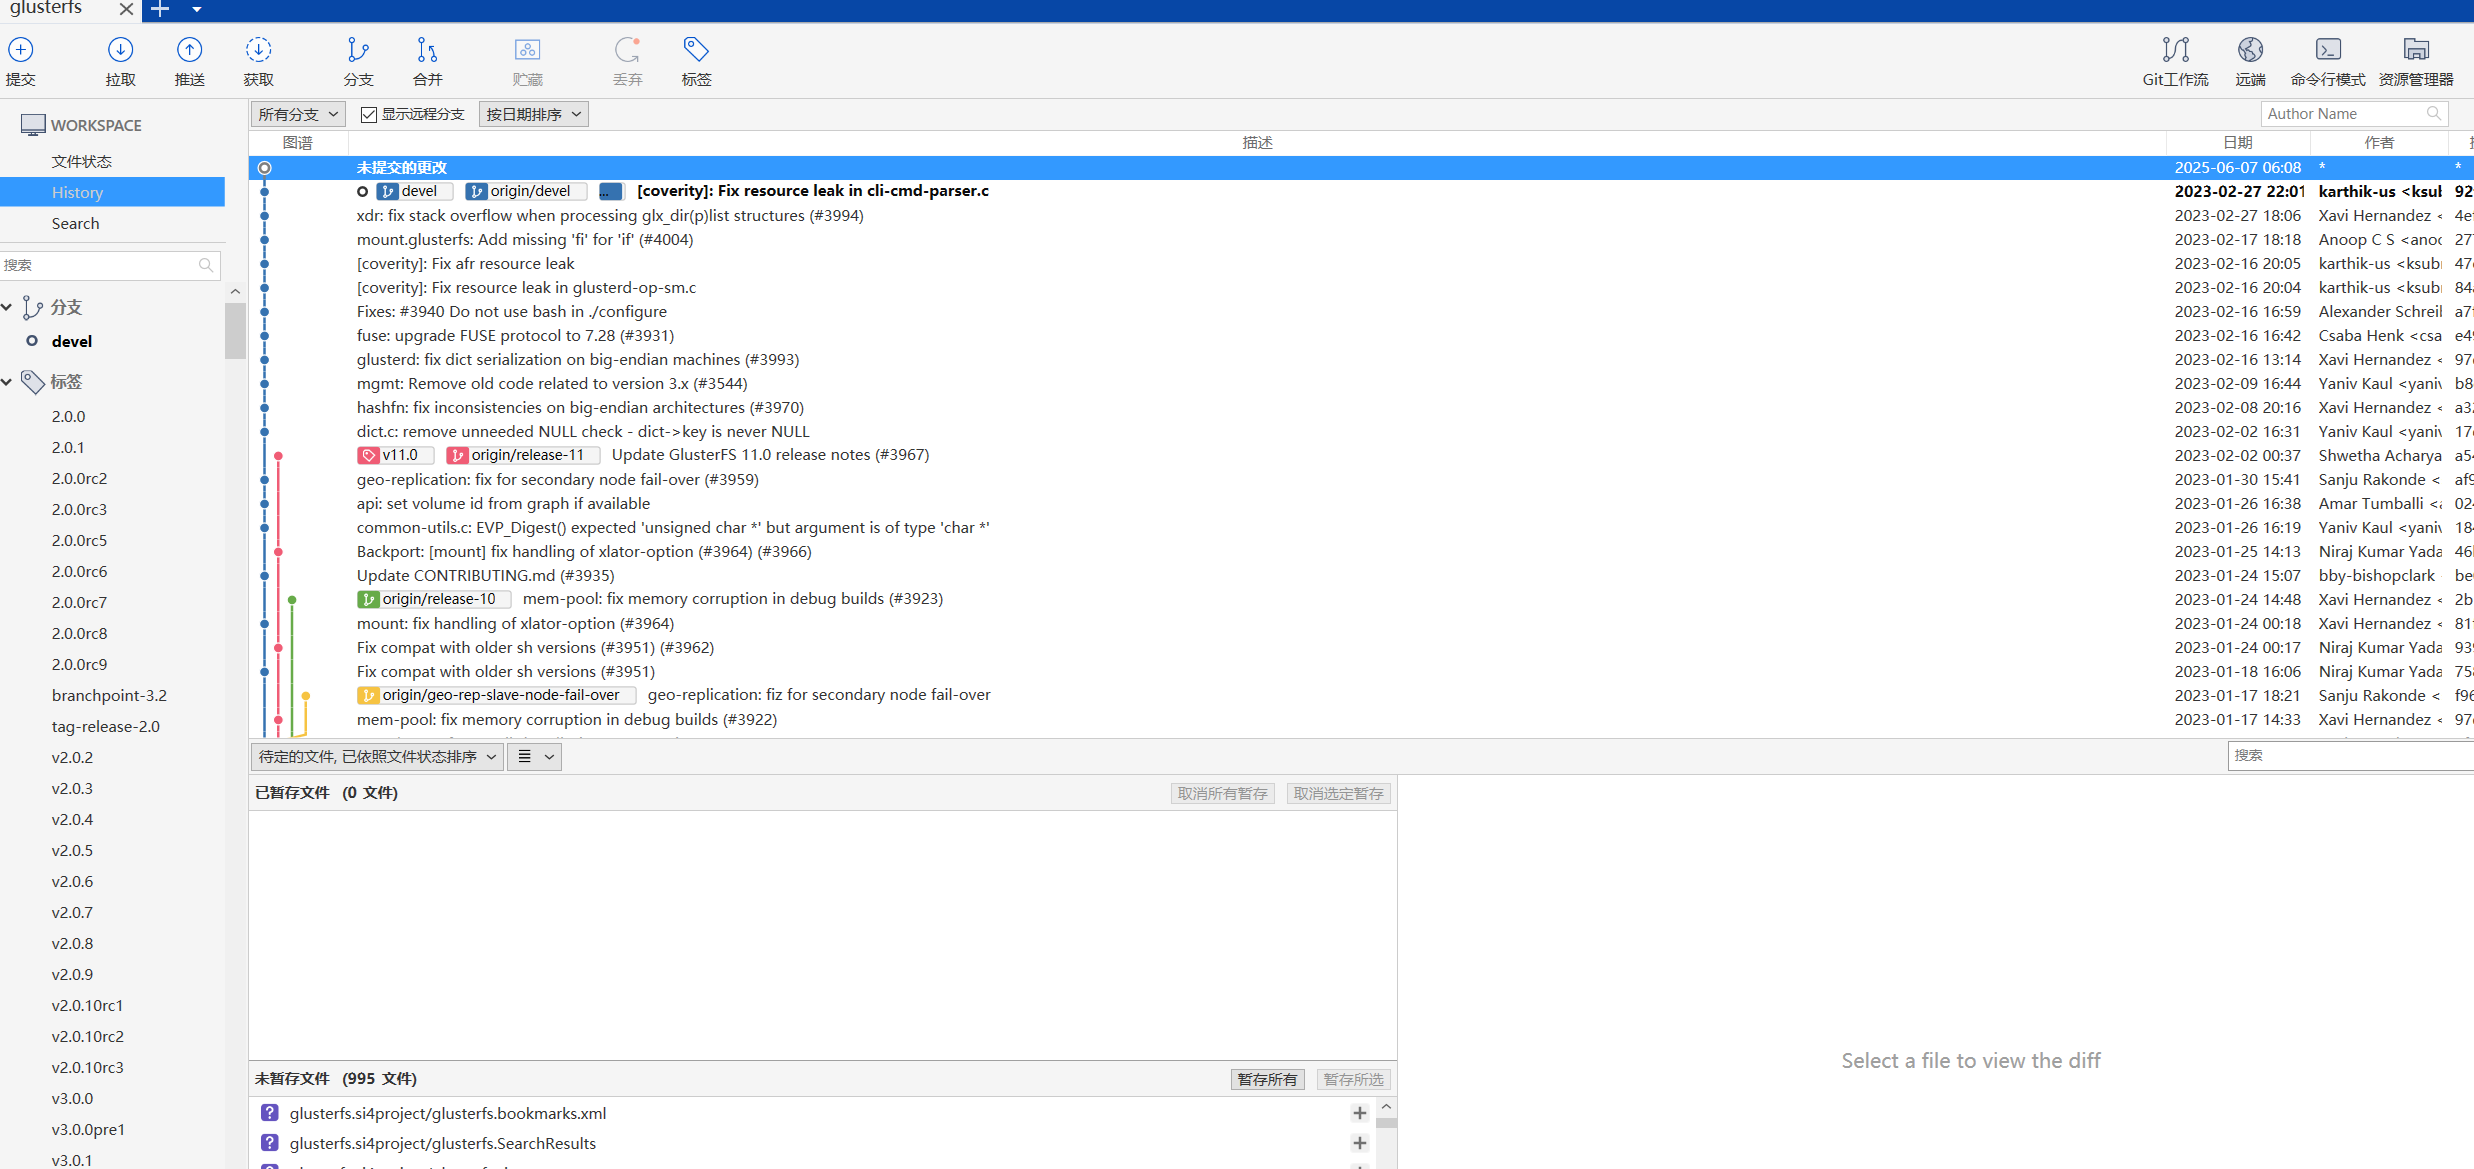 glusterfs
提交 拉取 推送 获取 分支 合并 贮藏 丢弃 标签 Git工作流 远端 命令行模式 资源管理器
WORKSPACE
文件状态
History
Search
搜索
分支
devel
标签
2.0.0
2.0.1
2.0.0rc2
2.0.0rc3
2.0.0rc5
2.0.0rc6
2.0.0rc7
2.0.0rc8
2.0.0rc9
branchpoint-3.2
tag-release-2.0
v2.0.2
v2.0.3
v2.0.4
v2.0.5
v2.0.6
v2.0.7
v2.0.8
v2.0.9
v2.0.10rc1
v2.0.10rc2
v2.0.10rc3
v3.0.0
v3.0.0pre1
v3.0.1
所有分支 显示远程分支 按日期排序 Author Name
图谱 描述 日期 作者
未提交的更改 2025-06-07 06:08 * *
devel origin/devel ... [coverity]: Fix resource leak in cli-cmd-parser.c 2023-02-27 22:01 karthik-us <ksub 92
xdr: fix stack overflow when processing glx_dir(p)list structures (#3994) 2023-02-27 18:06 Xavi Hernandez < 4e
mount.glusterfs: Add missing 'fi' for 'if' (#4004) 2023-02-17 18:18 Anoop C S <anoc 27
[coverity]: Fix afr resource leak 2023-02-16 20:05 karthik-us <ksub 47
[coverity]: Fix resource leak in glusterd-op-sm.c 2023-02-16 20:04 karthik-us <ksub 84
Fixes: #3940 Do not use bash in ./configure 2023-02-16 16:59 Alexander Schrei a7
fuse: upgrade FUSE protocol to 7.28 (#3931) 2023-02-16 16:42 Csaba Henk <csa e4
glusterd: fix dict serialization on big-endian machines (#3993) 2023-02-16 13:14 Xavi Hernandez < 97
mgmt: Remove old code related to version 3.x (#3544) 2023-02-09 16:44 Yaniv Kaul <yaniv b8
hashfn: fix inconsistencies on big-endian architectures (#3970) 2023-02-08 20:16 Xavi Hernandez < a3
dict.c: remove unneeded NULL check - dict->key is never NULL 2023-02-02 16:31 Yaniv Kaul <yaniv 17
v11.0 origin/release-11 Update GlusterFS 11.0 release notes (#3967) 2023-02-02 00:37 Shwetha Acharya a5
geo-replication: fix for secondary node fail-over (#3959) 2023-01-30 15:41 Sanju Rakonde < af9
api: set volume id from graph if available 2023-01-26 16:38 Amar Tumballi <a 02
common-utils.c: EVP_Digest() expected 'unsigned char *' but argument is of type 'char *' 2023-01-26 16:19 Yaniv Kaul <yaniv 18
Backport: [mount] fix handling of xlator-option (#3964) (#3966) 2023-01-25 14:13 Niraj Kumar Yada 46
Update CONTRIBUTING.md (#3935) 2023-01-24 15:07 bby-bishopclark be
origin/release-10 mem-pool: fix memory corruption in debug builds (#3923) 2023-01-24 14:48 Xavi Hernandez < 2b
mount: fix handling of xlator-option (#3964) 2023-01-24 00:18 Xavi Hernandez < 81
Fix compat with older sh versions (#3951) (#3962) 2023-01-24 00:17 Niraj Kumar Yada 93
Fix compat with older sh versions (#3951) 2023-01-18 16:06 Niraj Kumar Yada 75
origin/geo-rep-slave-node-fail-over geo-replication: fiz for secondary node fail-over 2023-01-17 18:21 Sanju Rakonde < f96
mem-pool: fix memory corruption in debug builds (#3922) 2023-01-17 14:33 Xavi Hernandez < 97
待定的文件, 已依照文件状态排序 搜索
已暂存文件 (0 文件) 取消所有暂存 取消选定暂存
Select a file to view the diff
未暂存文件 (995 文件) 暂存所有 暂存所选
glusterfs.si4project/glusterfs.bookmarks.xml
glusterfs.si4project/glusterfs.SearchResults